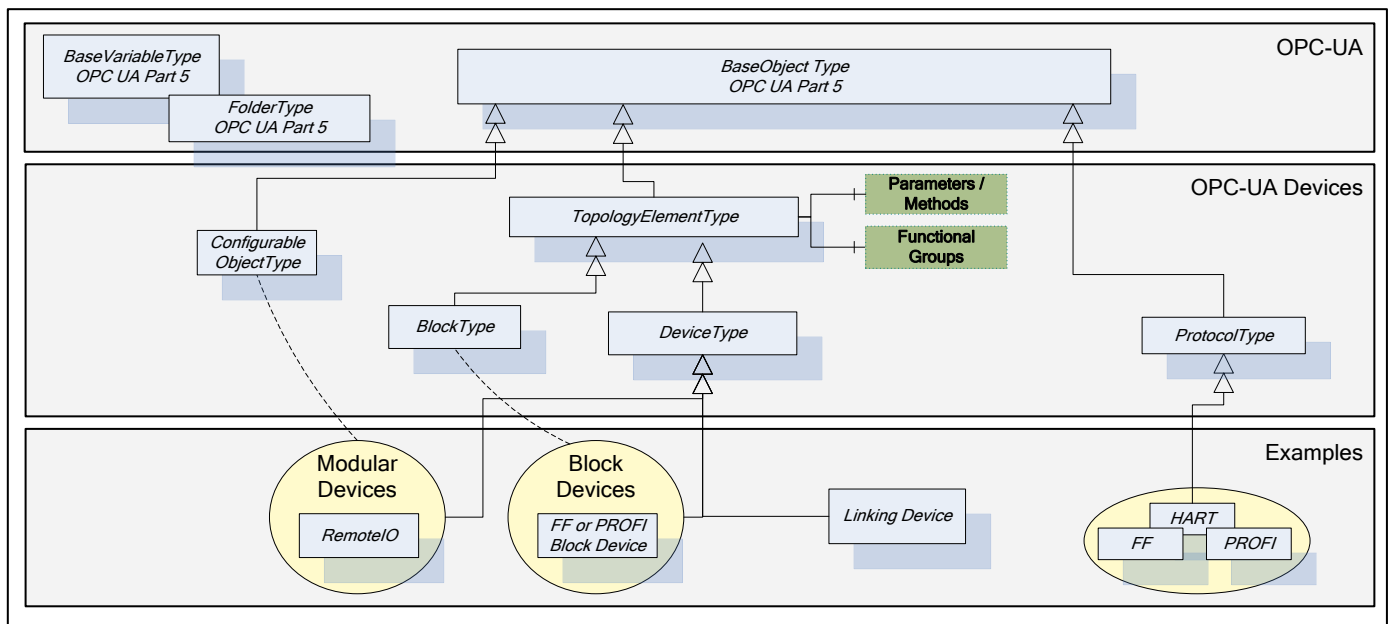 OPC-UA
BaseVariableType
OPC UA Part 5
FolderType
OPC UA Part 5
BaseObject Type
OPC UA Part 5
OPC-UA Devices
Parameters /
Methods
TopologyElementType
Functional
Groups
Configurable
ObjectType
BlockType
DeviceType
ProtocolType
Examples
Modular
Devices
RemoteIO
Block
Devices
FF or PROFI
Block Device
Linking Device
HART
FF
PROFI